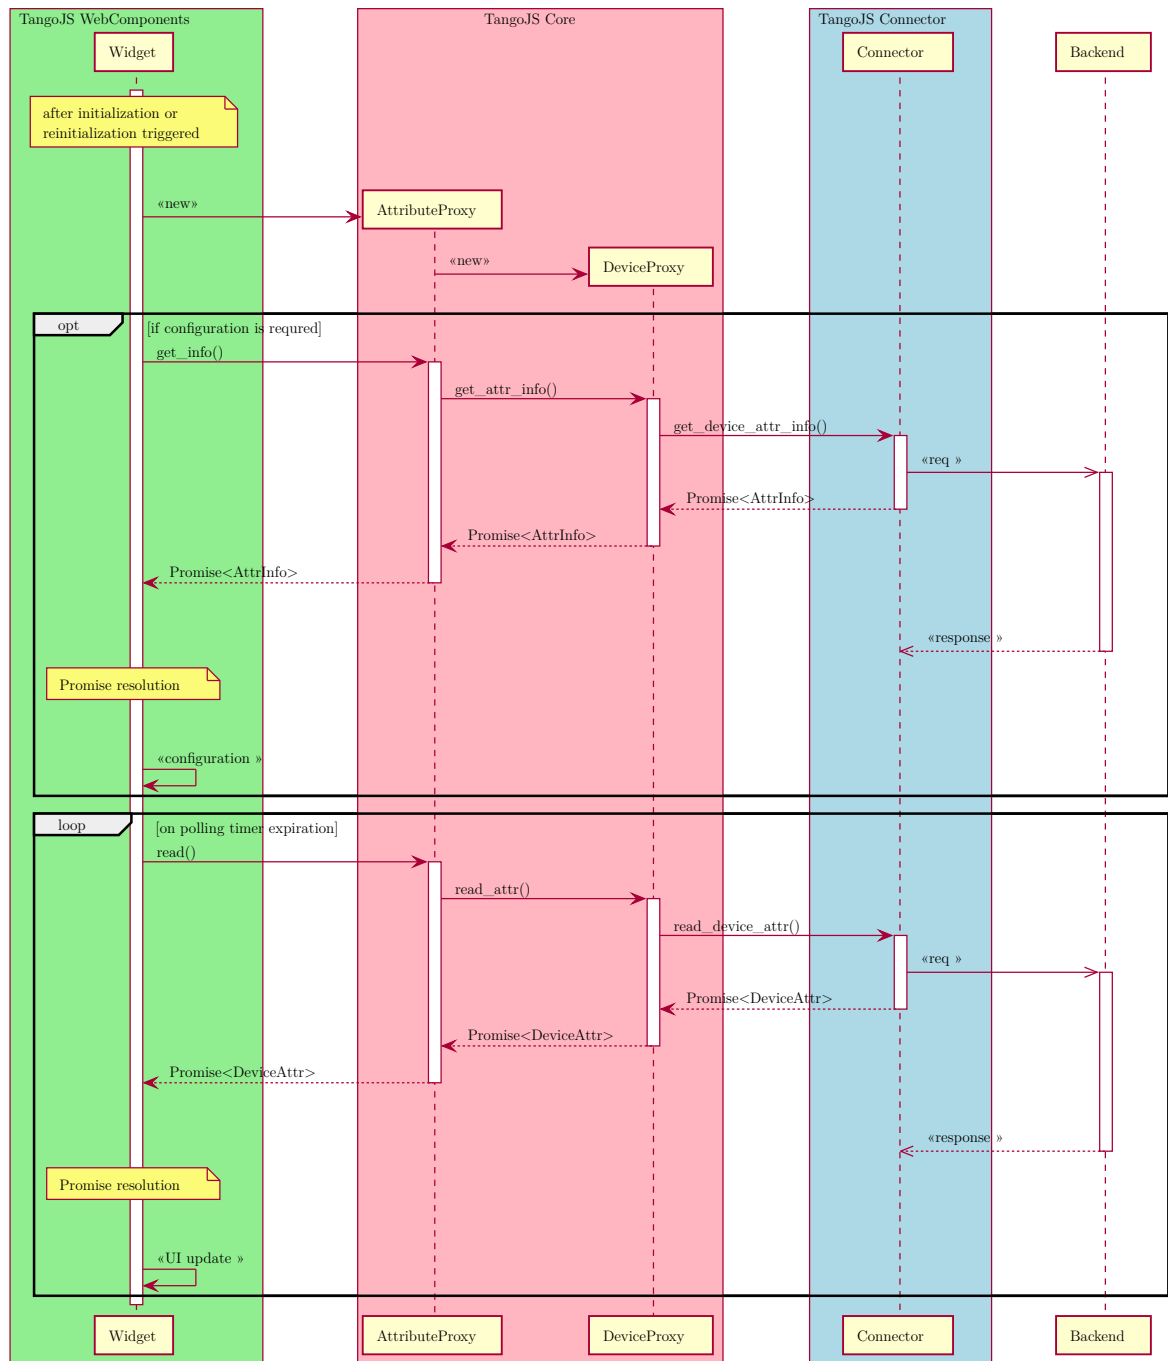 TangoJS WebComponents
TangoJS Core
TangoJS Connector
Widget
Connector
Backend
after initialization or
reinitialization triggered
«new»
AttributeProxy
«new»
DeviceProxy
opt
[if configuration is requred]
get_info()
get_attr_info()
get_device_attr_info()
«req »
Promise<AttrInfo>
Promise<AttrInfo>
Promise<AttrInfo>
«response »
Promise resolution
«configuration »
loop
[on polling timer expiration]
read()
read_attr()
read_device_attr()
«req »
Promise<DeviceAttr>
Promise<DeviceAttr>
Promise<DeviceAttr>
«response »
Promise resolution
«UI update »
Widget
AttributeProxy
DeviceProxy
Connector
Backend